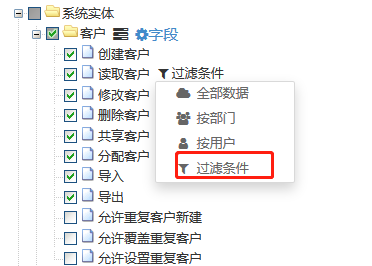 系统实体
客户 字段
创建客户
读取客户 过滤条件
修改客户 全部数据
删除客户 按部门
共享客户 按用户
分配客户 过滤条件
导入
导出
允许重复客户新建
允许覆盖重复客户
允许设置重复客户